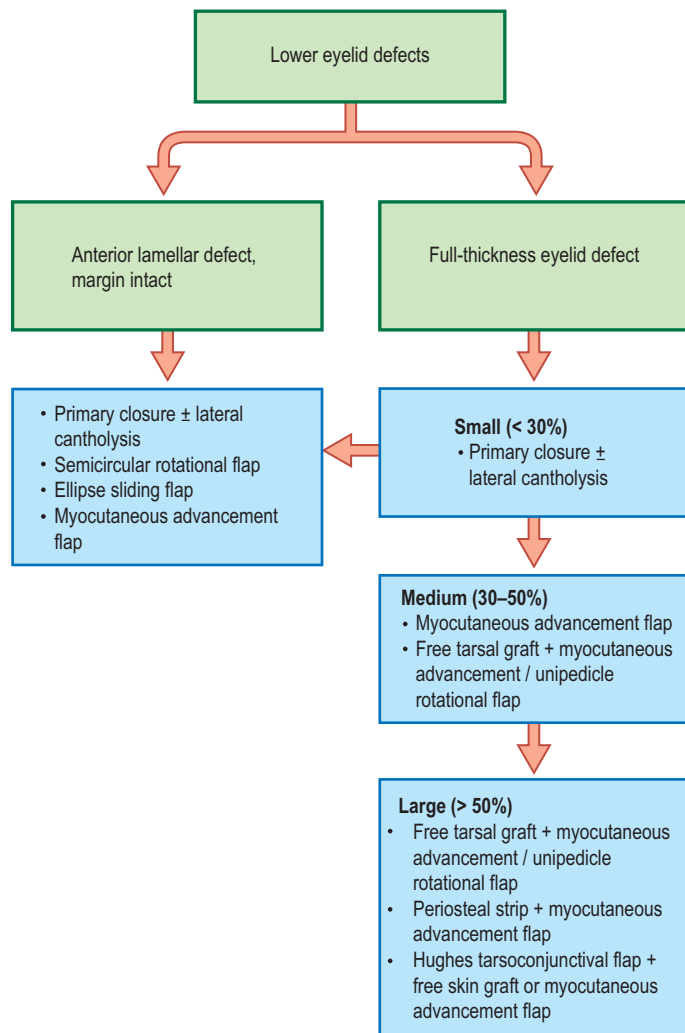 Lower eyelid defects
Anterior lamellar defect,
margin intact
Full-thickness eyelid defect
• Primary closure ± lateral
cantholysis
• Semicircular rotational flap
• Ellipse sliding flap
• Myocutaneous advancement
flap
Small (< 30%)
• Primary closure ±
lateral cantholysis
Medium (30–50%)
• Myocutaneous advancement flap
• Free tarsal graft + myocutaneous
advancement / unipedicle
rotational flap
Large (> 50%)
• Free tarsal graft + myocutaneous
advancement / unipedicle
rotational flap
• Periosteal strip + myocutaneous
advancement flap
• Hughes tarsoconjunctival flap +
free skin graft or myocutaneous
advancement flap